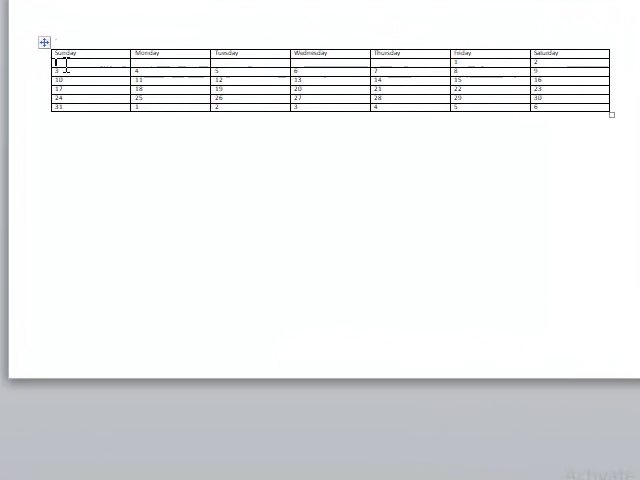 Sunday Monday Tuesday Wednesday Thursday Friday Saturday
1 2
3 4 5 6 7 8 9
10 11 12 13 14 15 16
17 18 19 20 21 22 23
24 25 26 27 28 29 30
31 1 2 3 4 5 6
Activate